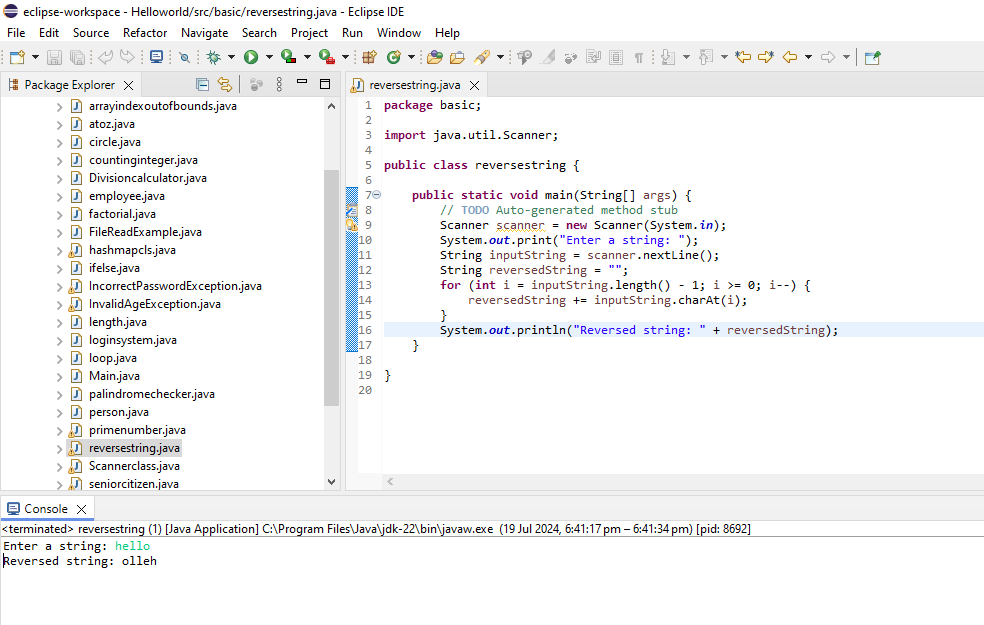 eclipse-workspace - Helloworld/src/basic/reversestring.java - Eclipse IDE
File Edit Source Refactor Navigate Search Project Run Window Help
Package Explorer
arrayindexoutofbounds.java
atoz.java
circle.java
countinginteger.java
Divisioncalculator.java
employee.java
factorial.java
FileReadExample.java
hashmapcls.java
ifelse.java
IncorrectPasswordException.java
InvalidAgeException.java
length.java
loginsystem.java
loop.java
Main.java
palindromechecker.java
person.java
primenumber.java
reversestring.java
Scannerclass.java
seniorcitizen.java
reversestring.java
1 package basic;
2
3 import java.util.Scanner;
4
5 public class reversestring {
6
7 public static void main(String[] args) {
8 // TODO Auto-generated method stub
9 Scanner scanner = new Scanner(System.in);
10 System.out.print("Enter a string: ");
11 String inputString = scanner.nextLine();
12 String reversedString = "";
13 for (int i = inputString.length() - 1; i >= 0; i--) {
14 reversedString += inputString.charAt(i);
15 }
16 System.out.println("Reversed string: " + reversedString);
17 }
18
19 }
20
Console
<terminated> reversestring (1) [Java Application] C:\Program Files\Java\jdk-22\bin\javaw.exe (19 Jul 2024, 6:41:17 pm – 6:41:34 pm) [pid: 8692]
Enter a string: hello
Reversed string: olleh